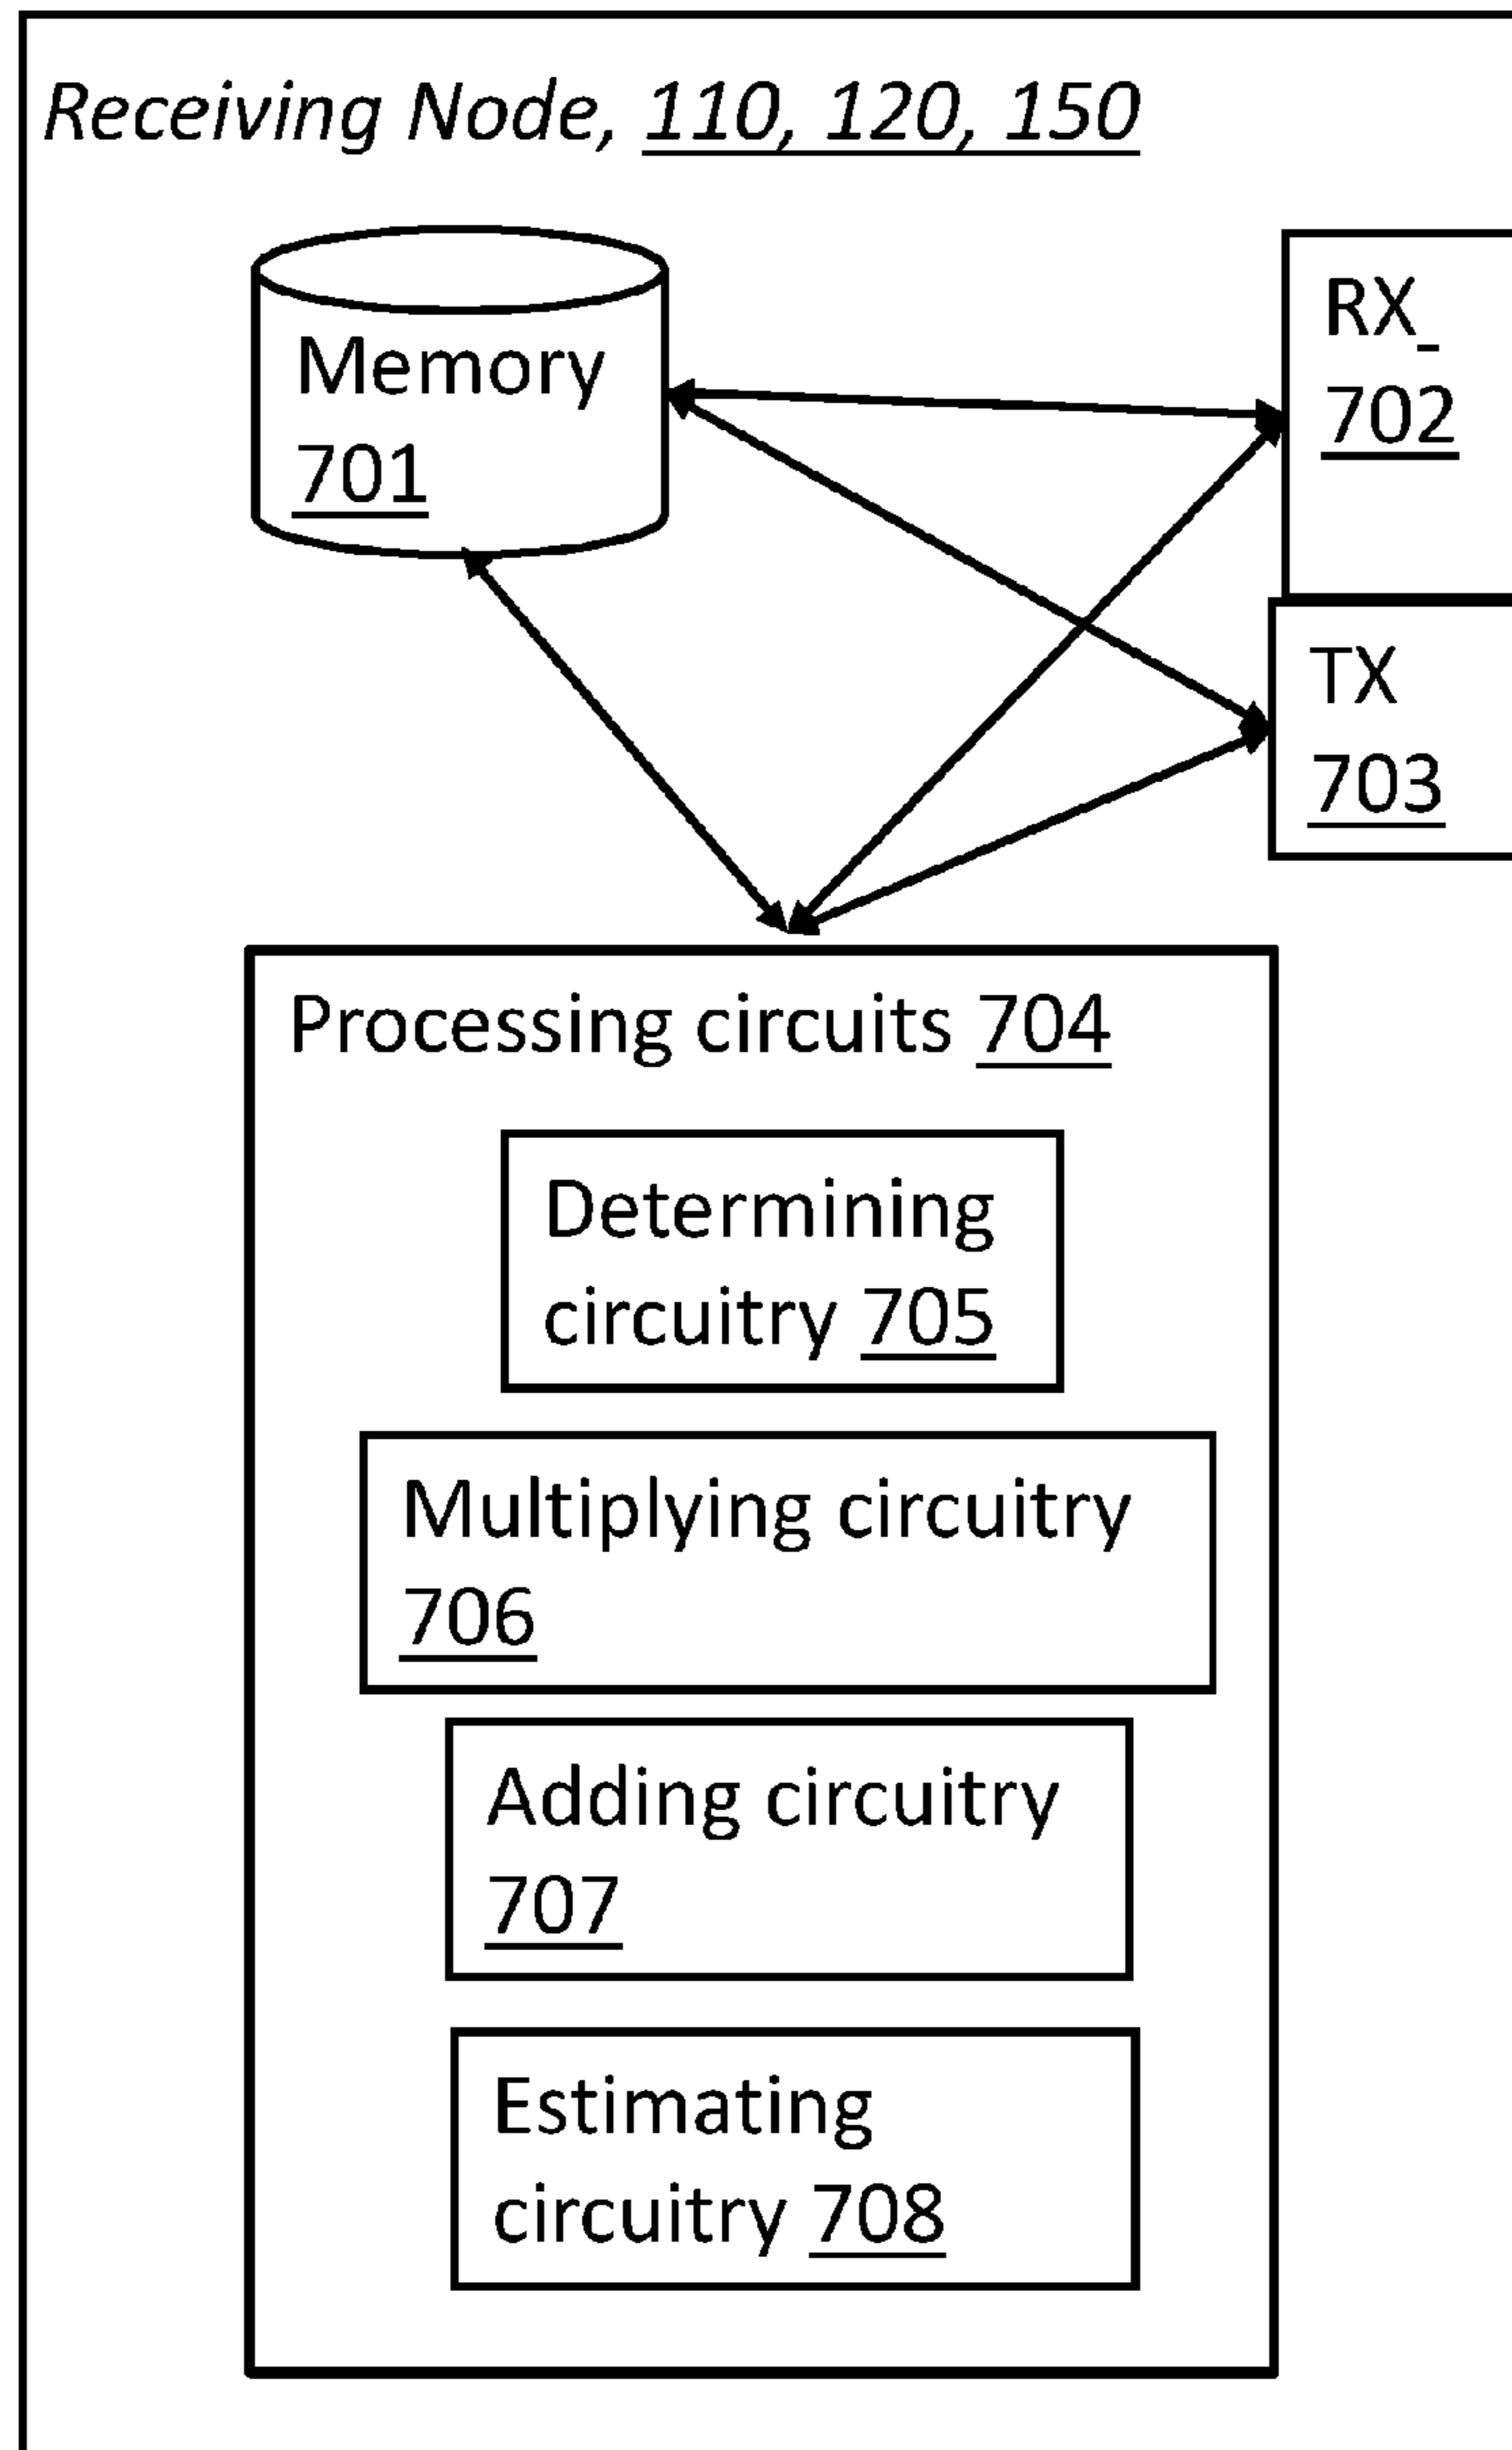 Receiving Node, 110, 120, 150
Memory
701
RX_
702
TX
703
Processing circuits 704
Determining
circuitry 705
Multiplying circuitry
706
Adding circuitry
707
Estimating
circuitry 708